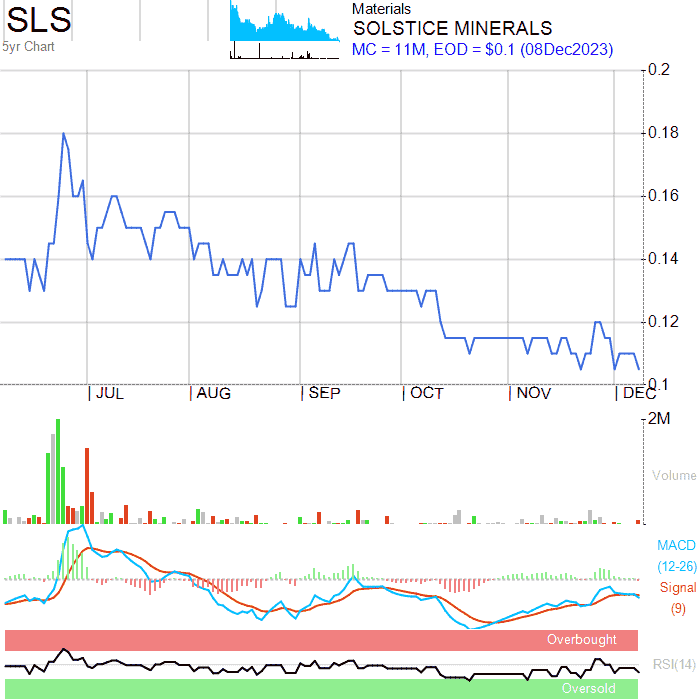 SLS
5yr Chart
Materials
SOLSTICE MINERALS
MC = 11M, EOD = $0.1 (08Dec2023)
0.2
0.18
0.16
0.14
0.12
0.1
JUL AUG SEP OCT NOV DEC
2M
Volume
MACD
(12-26)
Signal
(9)
Overbought
RSI(14)
Oversold